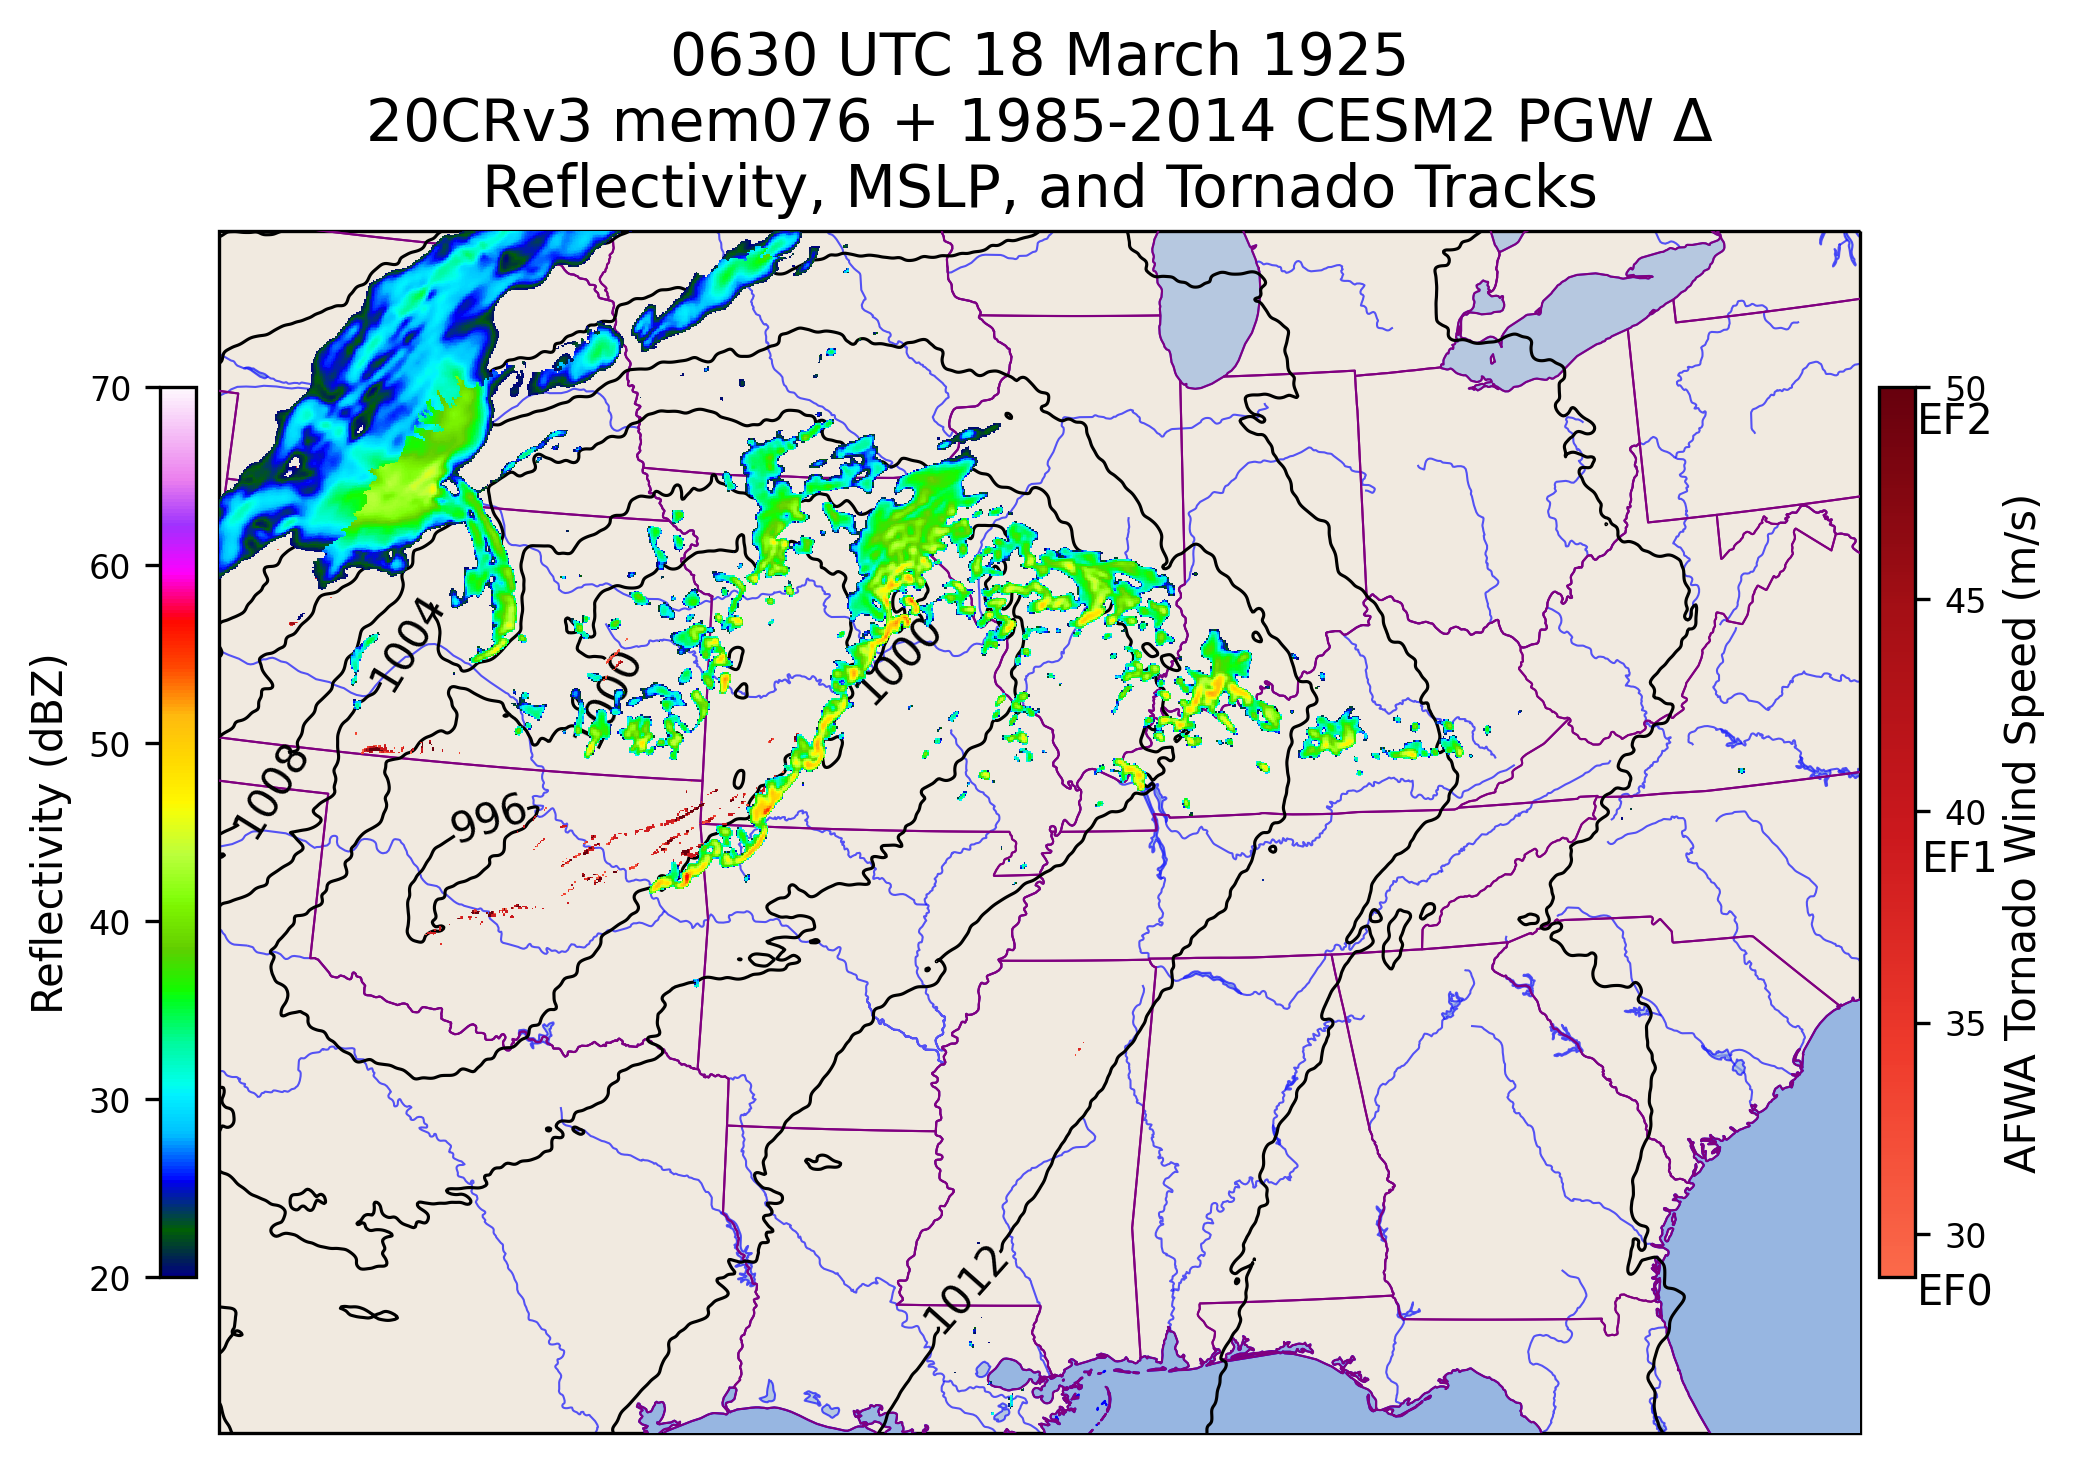 0630 UTC 18 March 1925
20CRv3 mem076 + 1985-2014 CESM2 PGW Δ
Reflectivity, MSLP, and Tornado Tracks
Reflectivity (dBZ)
70
60
50
40
30
20
1004
1008
996
1000
1012
50
EF2
45
40
EF1
35
30
EF0
AFWA Tornado Wind Speed (m/s)